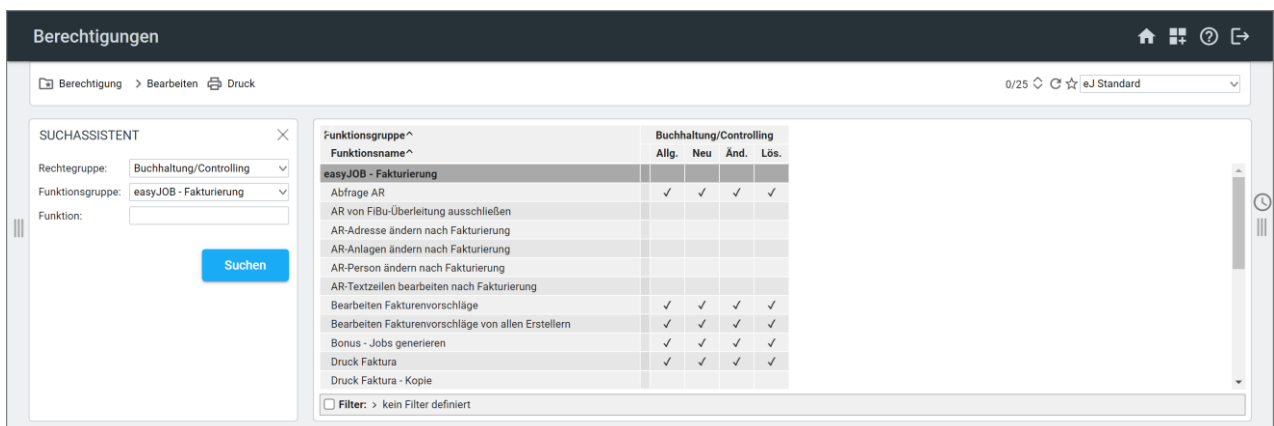 Berechtigungen
Berechtigung > Bearbeiten Druck
0/25 eJ Standard
SUCHASSISTENT
Rechtegruppe: Buchhaltung/Controlling
Funktionsgruppe: easyJOB - Fakturierung
Funktion:
Suchen
Funktionsgruppe^ Buchhaltung/Controlling
Funktionsname^ Allg. Neu Änd. Lös.
easyJOB - Fakturierung
Abfrage AR ✓ ✓ ✓ ✓
AR von FiBu-Überleitung ausschließen
AR-Adresse ändern nach Fakturierung
AR-Anlagen ändern nach Fakturierung
AR-Person ändern nach Fakturierung
AR-Textzeilen bearbeiten nach Fakturierung
Bearbeiten Fakturenvorschläge ✓ ✓ ✓ ✓
Bearbeiten Fakturenvorschläge von allen Erstellern ✓ ✓ ✓ ✓
Bonus - Jobs generieren ✓ ✓ ✓ ✓
Druck Faktura ✓ ✓ ✓ ✓
Druck Faktura - Kopie
Filter: > kein Filter definiert